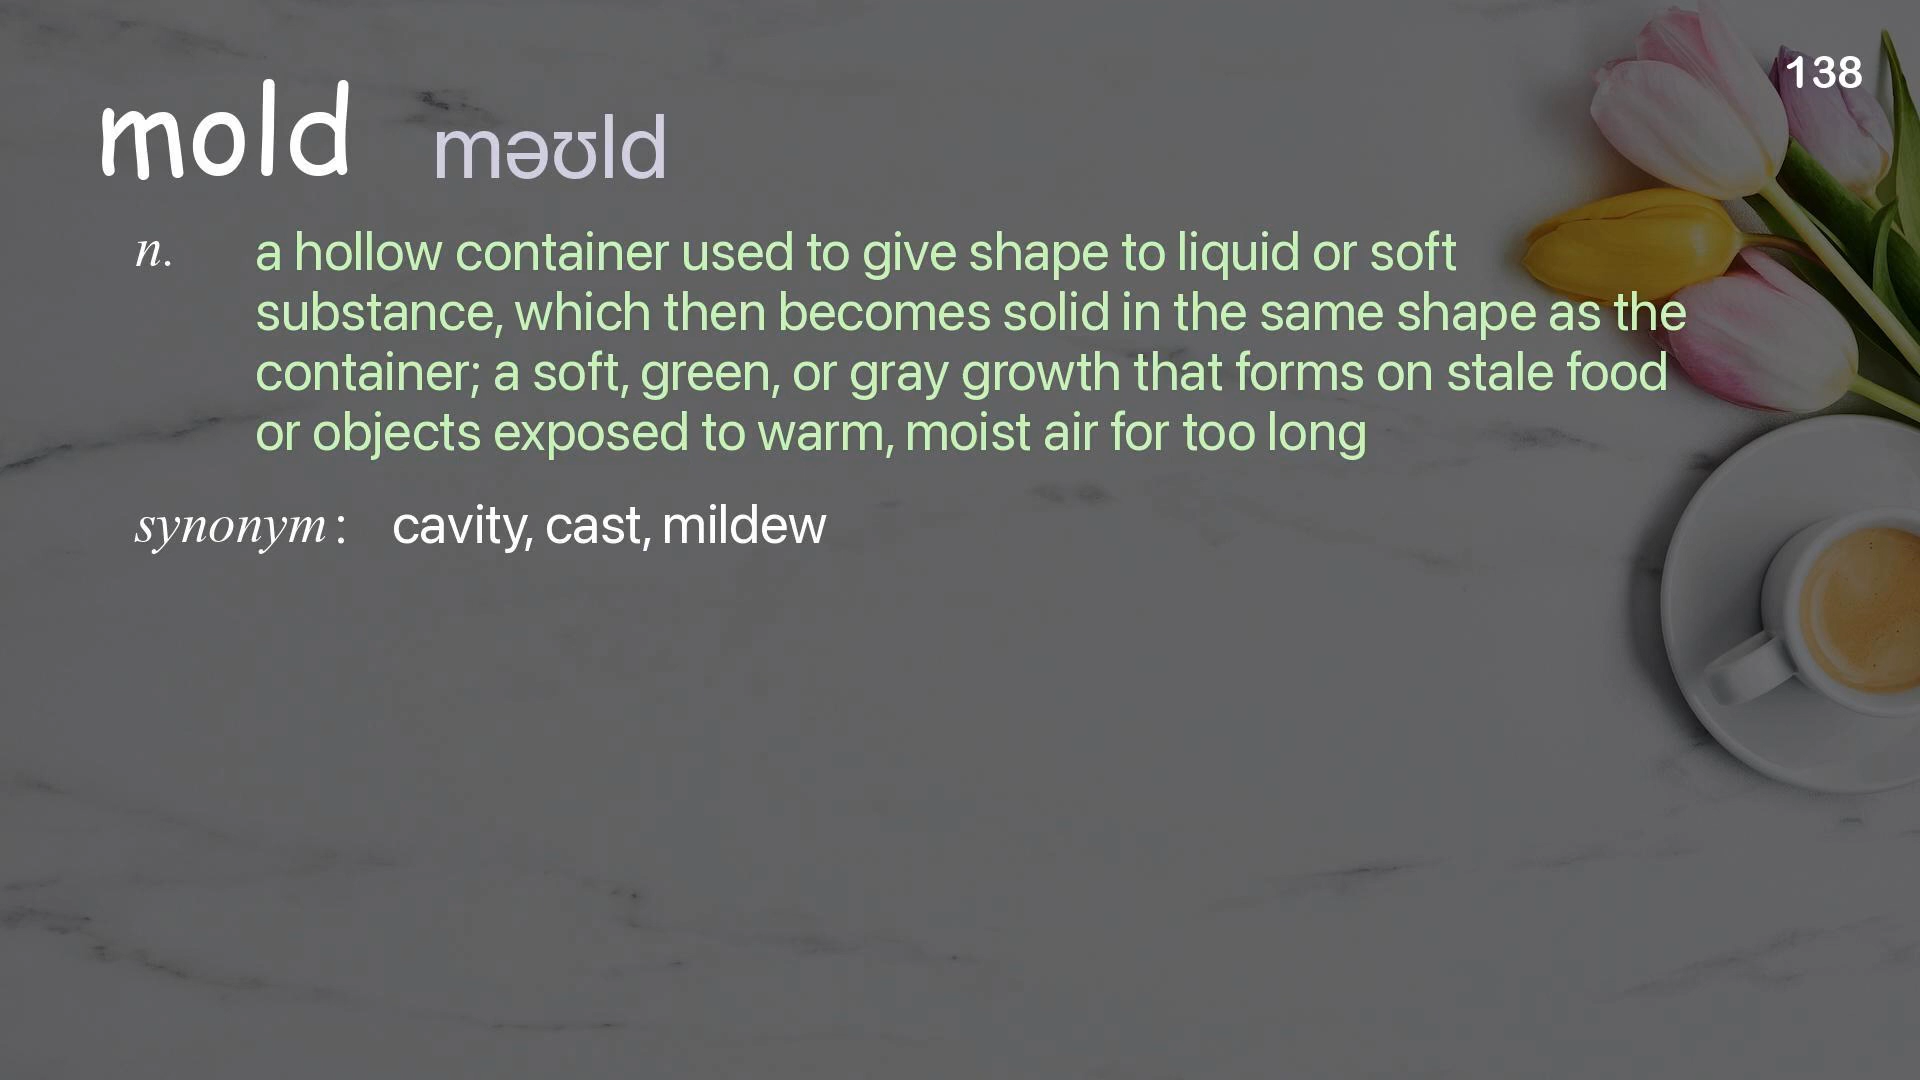 138
mold məʊld
n. a hollow container used to give shape to liquid or soft
substance, which then becomes solid in the same shape as the
container; a soft, green, or gray growth that forms on stale food
or objects exposed to warm, moist air for too long
synonym: cavity, cast, mildew